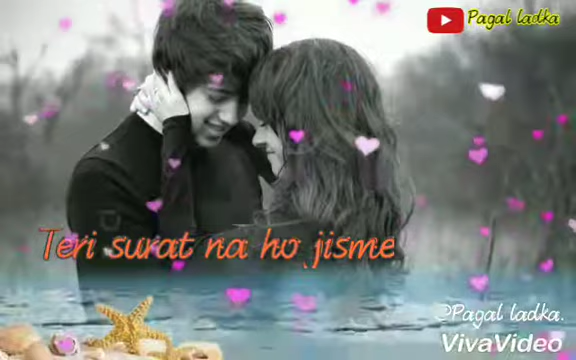 Pagal ladka
Teri surat na ho jisme
Pagal ladka.
VivaVideo